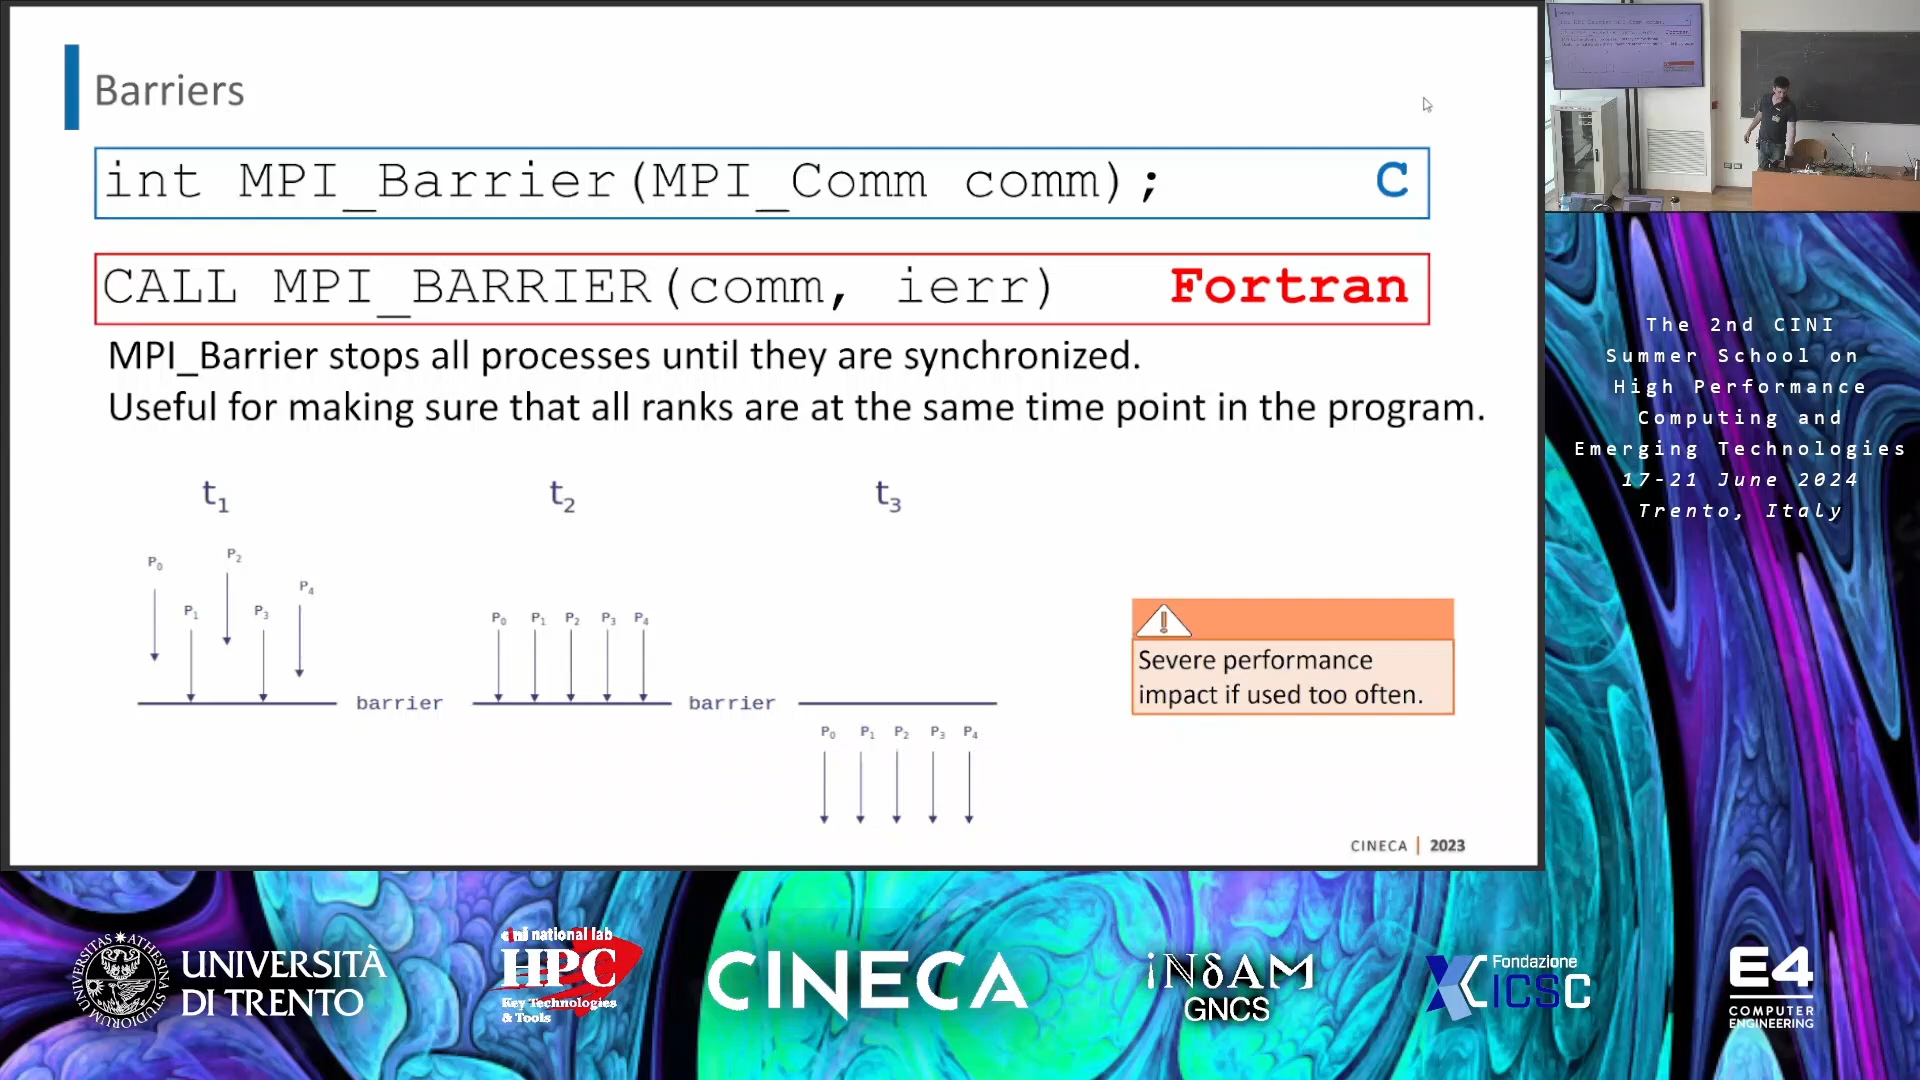 Barriers
int MPI_Barrier(MPI_Comm comm); C
CALL MPI_BARRIER(comm, ierr) Fortran
MPI_Barrier stops all processes until they are synchronized.
Useful for making sure that all ranks are at the same time point in the program.
t1 t2 t3
P0 P1 P2 P3 P4
barrier
P0 P1 P2 P3 P4
barrier
P0 P1 P2 P3 P4
Severe performance
impact if used too often.
CINECA | 2023
The 2nd CINI
Summer School on
High Performance
Computing and
Emerging Technologies
17-21 June 2024
Trento, Italy
UNIVERSITÀ
DI TRENTO
cini national lab
HPC
Key Technologies
& Tools
CINECA
iNδAM
GNCS
Fondazione
ICSC
E4
COMPUTER
ENGINEERING